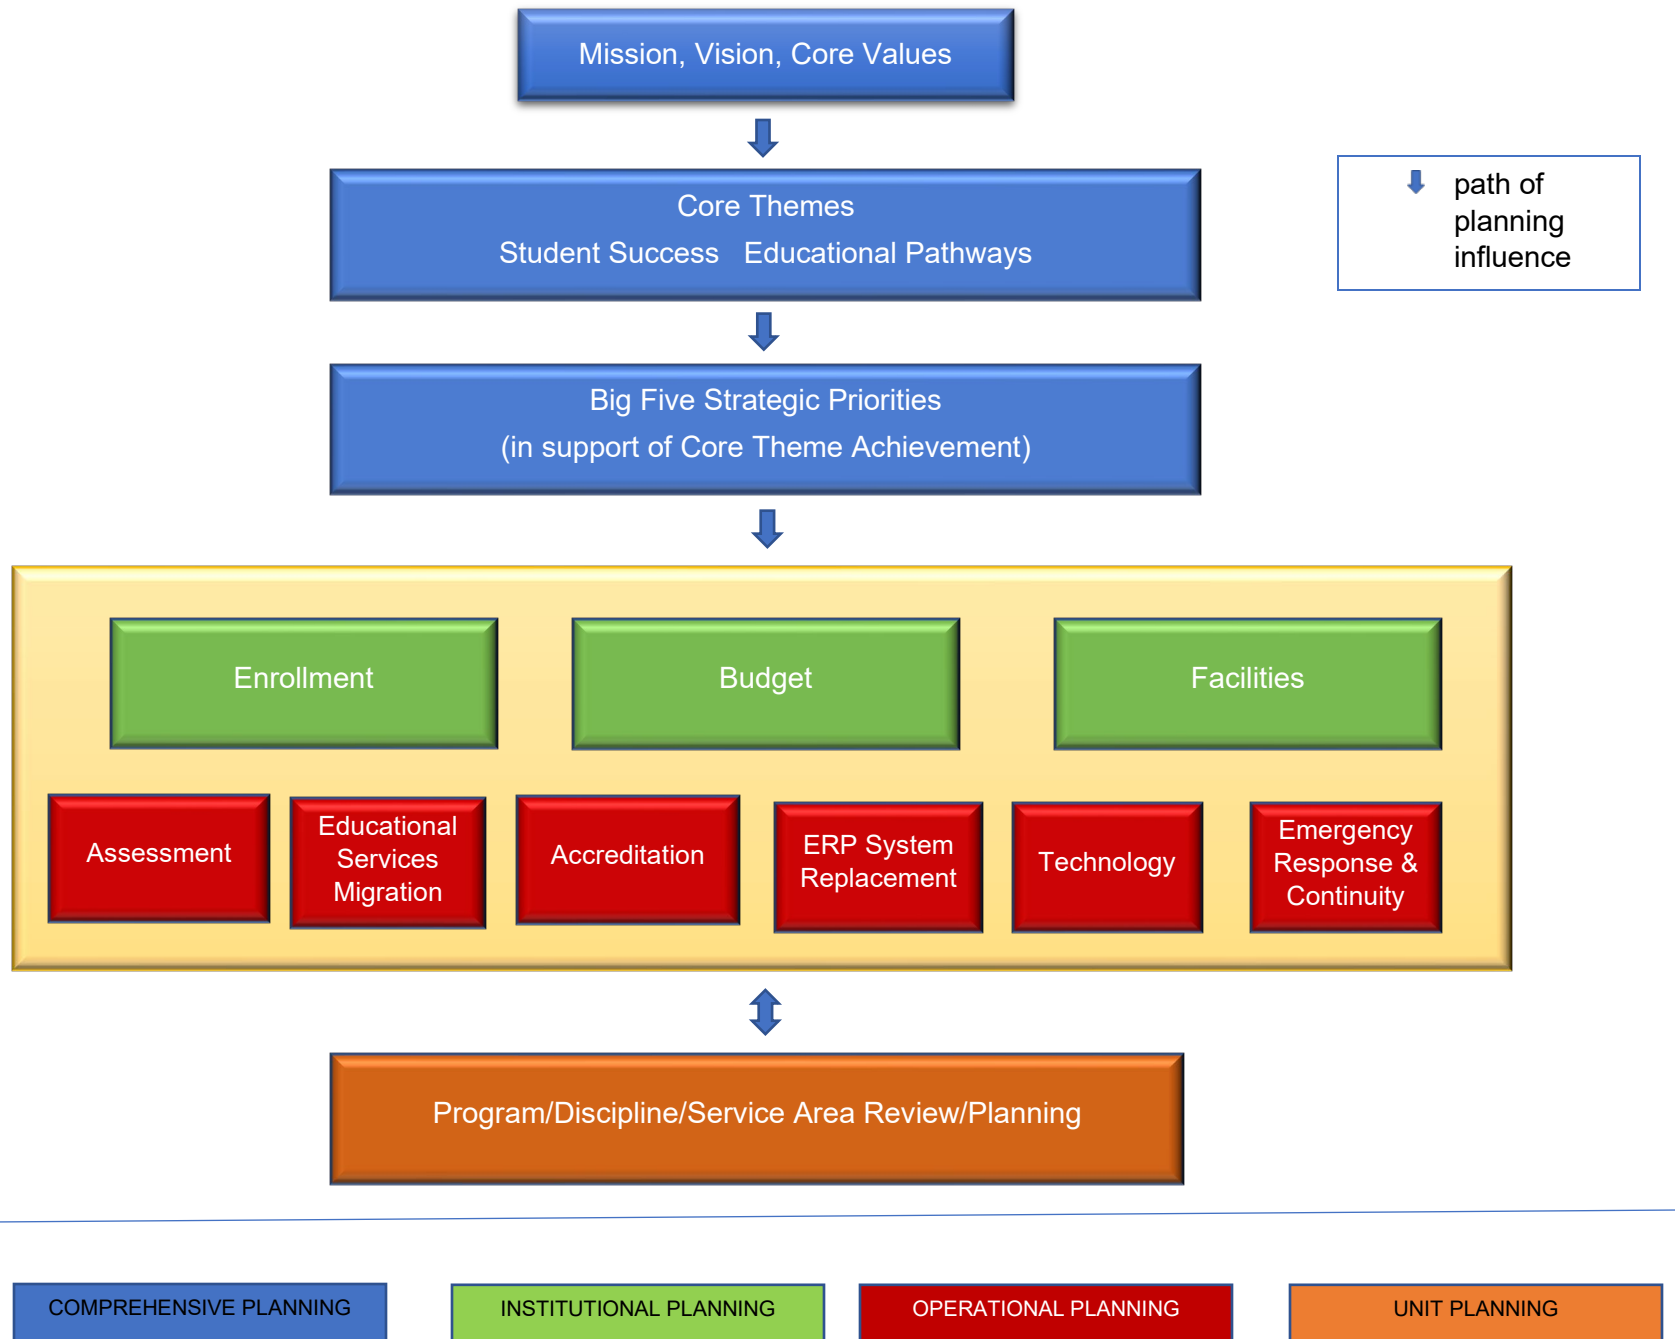 Mission, Vision, Core Values
Core Themes
Student Success   Educational Pathways
path of
planning
influence
Big Five Strategic Priorities
(in support of Core Theme Achievement)
Enrollment
Budget
Facilities
Assessment
Educational
Services
Migration
Accreditation
ERP System
Replacement
Technology
Emergency
Response &
Continuity
Program/Discipline/Service Area Review/Planning
COMPREHENSIVE PLANNING
INSTITUTIONAL PLANNING
OPERATIONAL PLANNING
UNIT PLANNING